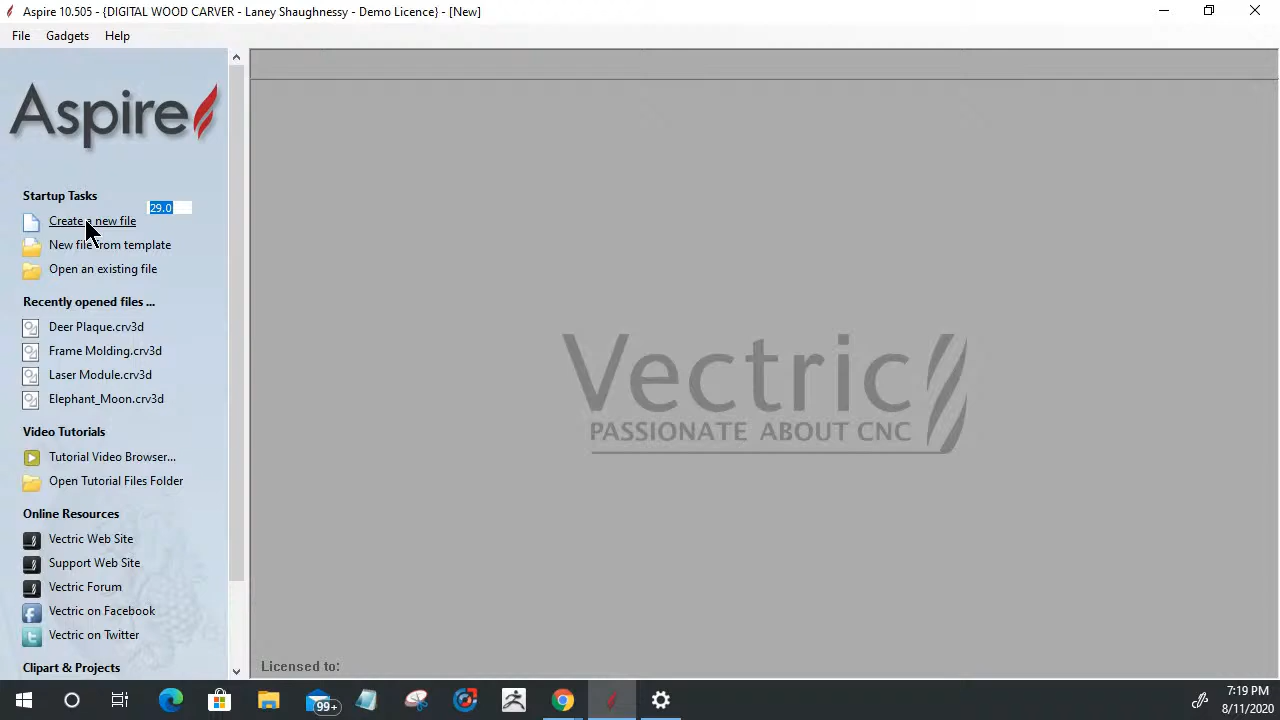 Aspire 10.505 - {DIGITAL WOOD CARVER - Laney Shaughnessy - Demo Licence} - [New]
File Gadgets Help
Aspire
Startup Tasks
29.0
Create a new file
New file from template
Open an existing file
Recently opened files ...
Deer Plaque.crv3d
Frame Molding.crv3d
Laser Module.crv3d
Elephant_Moon.crv3d
Video Tutorials
Tutorial Video Browser...
Open Tutorial Files Folder
Online Resources
Vectric Web Site
Support Web Site
Vectric Forum
Vectric on Facebook
Vectric on Twitter
Clipart & Projects
Vectric
PASSIONATE ABOUT CNC
Licensed to:
99+
7:19 PM
8/11/2020